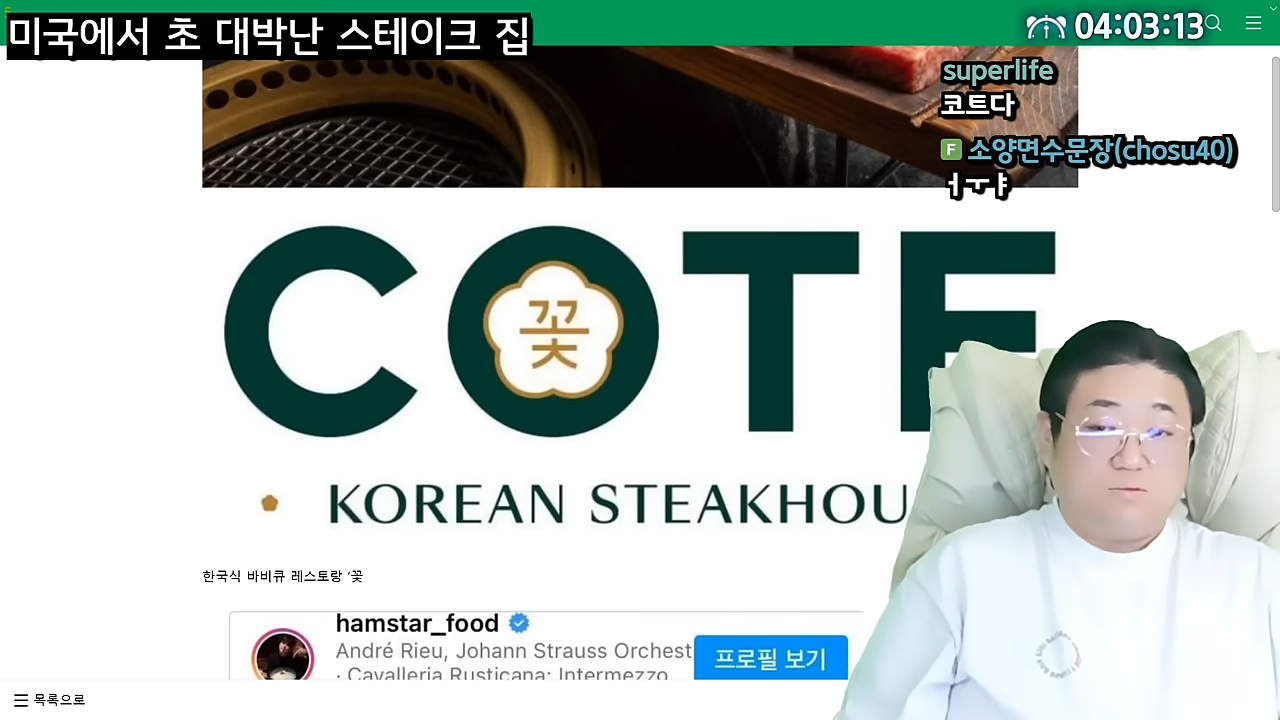 미국에서 초 대박난 스테이크 집
04:03:13
superlife
코트다
F 소양면수문장(chosu40)
ㅓㅜㅑ
COTE
꽃
KOREAN STEAKHOU
한국식 바비큐 레스토랑 '꽃
hamstar_food
André Rieu, Johann Strauss Orchest
· Cavalleria Rusticana: Intermezzo
프로필 보기
목록으로